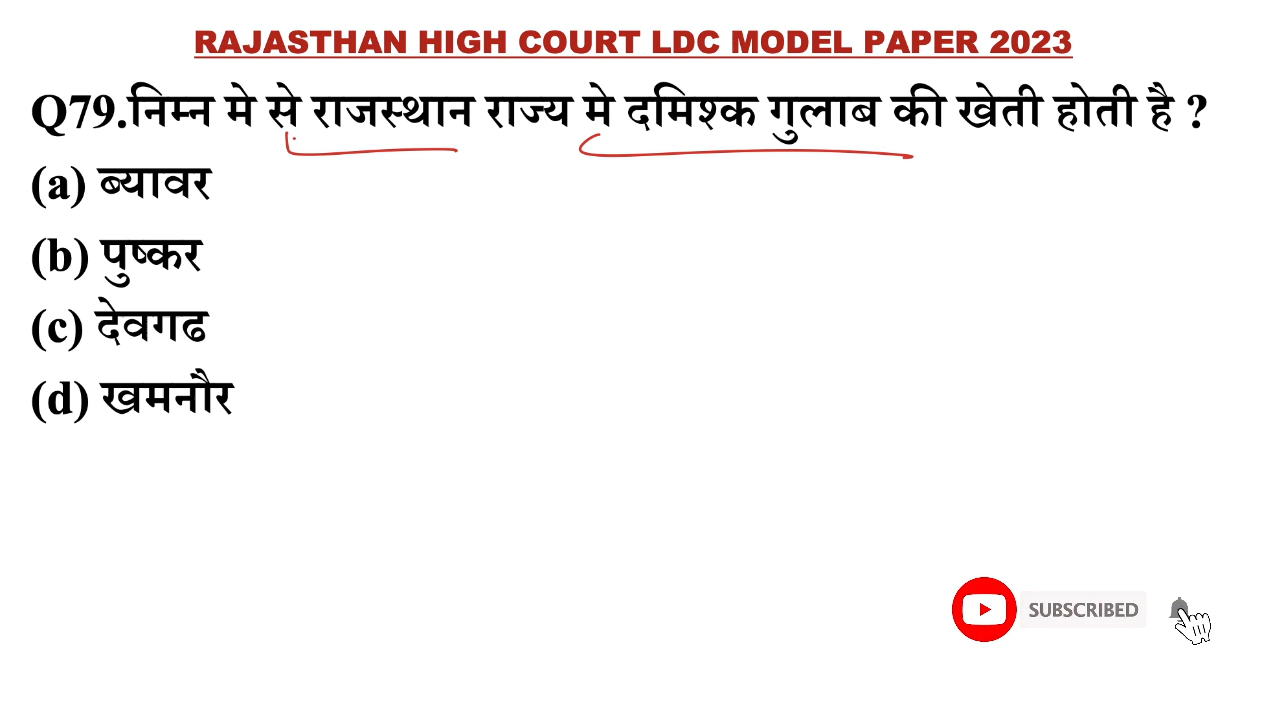 RAJASTHAN HIGH COURT LDC MODEL PAPER 2023
Q79.निम्न मे से राजस्थान राज्य मे दमिश्क गुलाब की खेती होती है ?
(a) ब्यावर
(b) पुष्कर
(c) देवगढ
(d) खमनौर
SUBSCRIBED